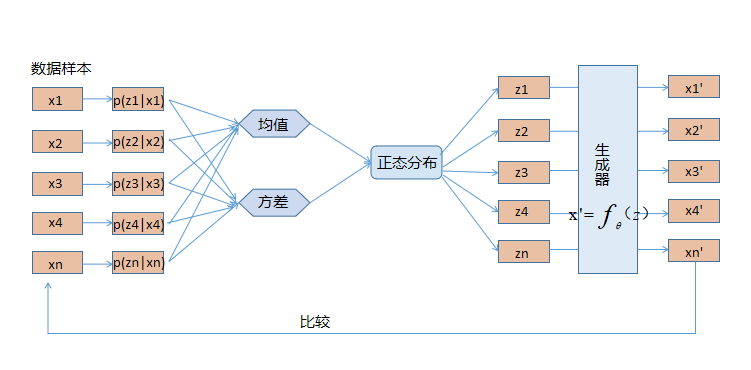 数据样本
x1 p(z1|x1) z1 x1'
x2 p(z2|x2) 均值 z2 x2'
x3 p(z3|x3) 正态分布 z3 生成器 x3'
x4 p(z4|x4) 方差 z4 x'= f_θ（z） x4'
xn p(zn|xn) zn xn'
比较